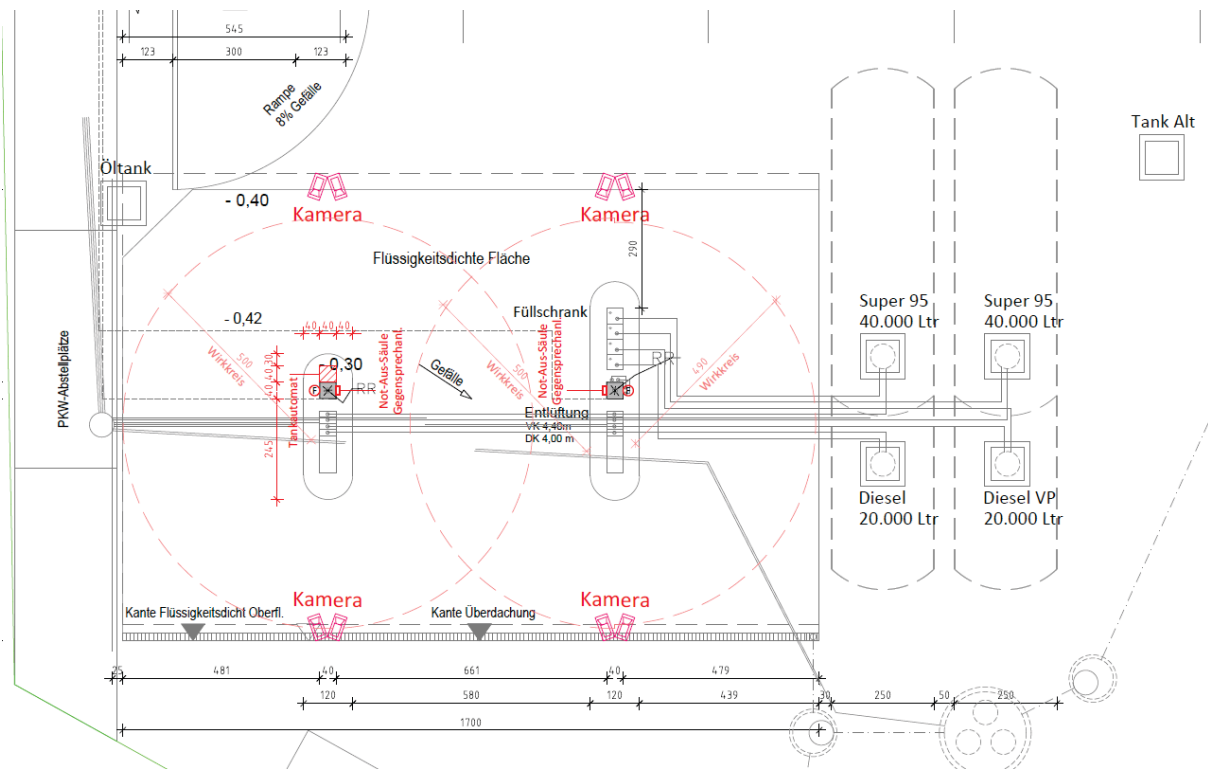 545
123
300
123
Rampe
8% Gefälle
Tank Alt
Öltank
- 0,40
Kamera
Kamera
290
Flüssigkeitsdichte Fläche
Super 95
40.000 Ltr
Super 95
40.000 Ltr
Füllschrank
- 0,42
40
40
40
500
Wirkkreis
-0,30
RR
Not-Aus-Säule
Gegensprechanl.
Gefälle
500
Wirkkreis
Not-Aus-Säule
Gegensprechanl.
RR
490
Wirkkreis
30
40
40
Tankautomat
245
PKW-Abstellplätze
Entlüftung
VK 4,40m
DK 4,00 m
Diesel
20.000 Ltr
Diesel VP
20.000 Ltr
Kamera
Kamera
Kante Flüssigkeitsdicht Oberfl.
Kante Überdachung
25
481
40
661
40
479
120
580
120
439
30
250
50
250
1700